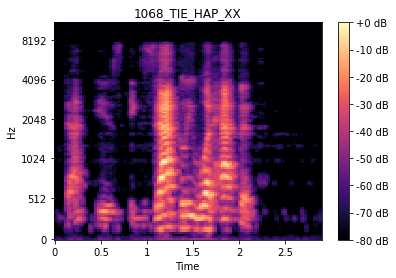 1068_TIE_HAP_XX
8192
4096
2048
1024
512
0
Hz
0
0.5
1
1.5
2
2.5
Time
+0 dB
-10 dB
-20 dB
-30 dB
-40 dB
-50 dB
-60 dB
-70 dB
-80 dB